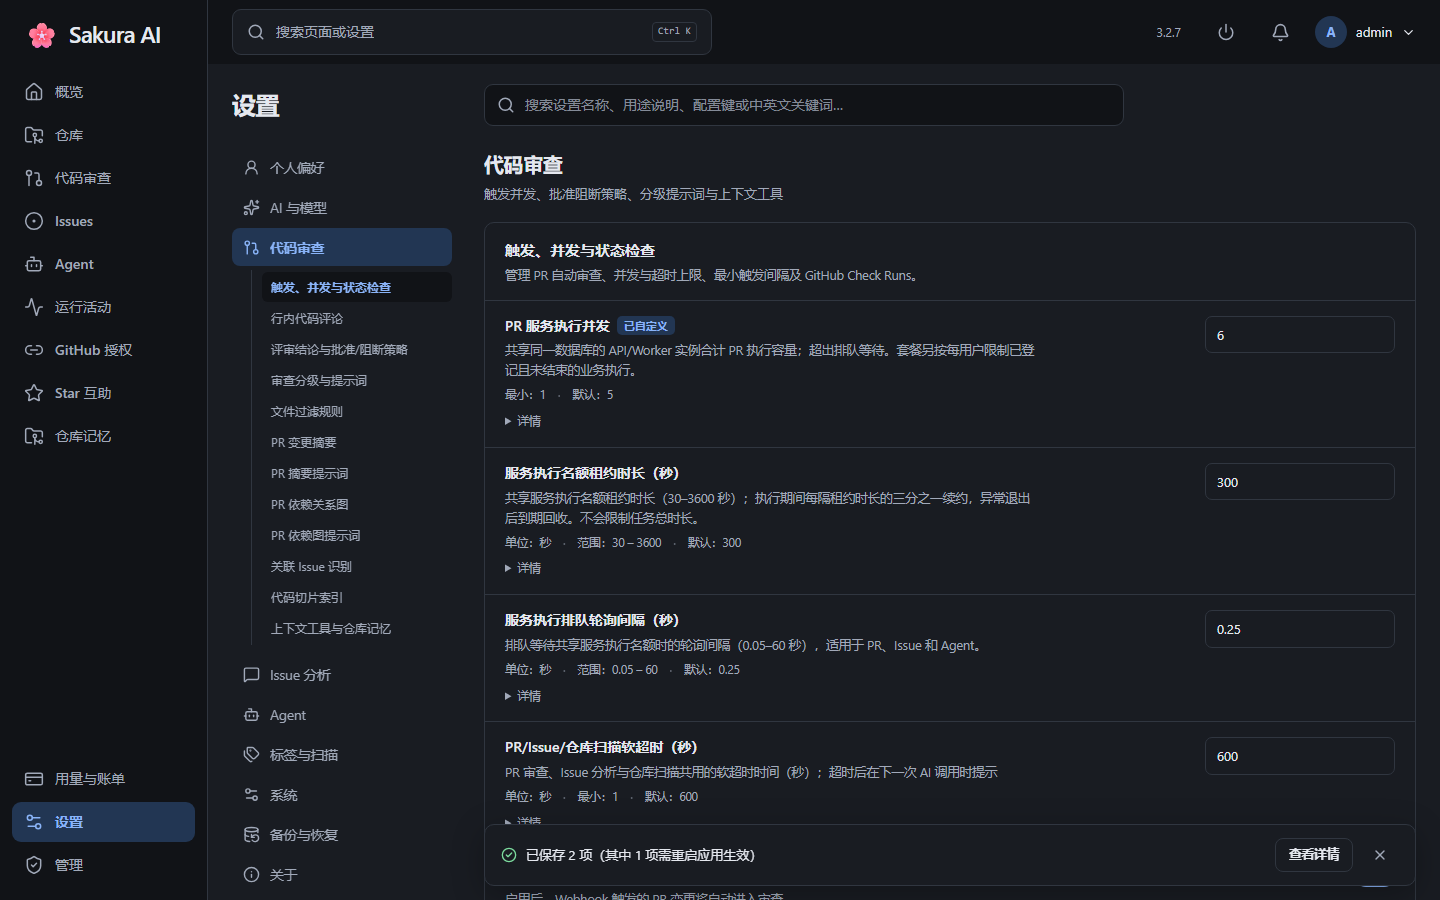 Sakura AI
搜索页面或设置
Ctrl K
3.2.7
A
admin
概览
仓库
代码审查
Issues
Agent
运行活动
GitHub 授权
Star 互助
仓库记忆
用量与账单
设置
管理
设置
个人偏好
AI 与模型
代码审查
触发、并发与状态检查
行内代码评论
评审结论与批准/阻断策略
审查分级与提示词
文件过滤规则
PR 变更摘要
PR 摘要提示词
PR 依赖关系图
PR 依赖图提示词
关联 Issue 识别
代码切片索引
上下文工具与仓库记忆
Issue 分析
Agent
标签与扫描
系统
备份与恢复
关于
搜索设置名称、用途说明、配置键或中英文关键词...
代码审查
触发并发、批准阻断策略、分级提示词与上下文工具
触发、并发与状态检查
管理 PR 自动审查、并发与超时上限、最小触发间隔及 GitHub Check Runs。
PR 服务执行并发 已自定义
6
共享同一数据库的 API/Worker 实例合计 PR 执行容量；超出排队等待。套餐另按每用户限制已登
记且未结束的业务执行。
最小：1 · 默认：5
详情
服务执行名额租约时长（秒）
300
共享服务执行名额租约时长（30–3600 秒）；执行期间每隔租约时长的三分之一续约，异常退出
后到期回收。不会限制任务总时长。
单位：秒 · 范围：30 – 3600 · 默认：300
详情
服务执行排队轮询间隔（秒）
0.25
排队等待共享服务执行名额时的轮询间隔（0.05–60 秒），适用于 PR、Issue 和 Agent。
单位：秒 · 范围：0.05 – 60 · 默认：0.25
详情
PR/Issue/仓库扫描软超时（秒）
600
PR 审查、Issue 分析与仓库扫描共用的软超时时间（秒）；超时后在下一次 AI 调用时提示
单位：秒 · 最小：1 · 默认：600
详情
已保存 2 项（其中 1 项需重启应用生效）
查看详情
启用后，Webhook 触发的 PR 变更将自动进入审查